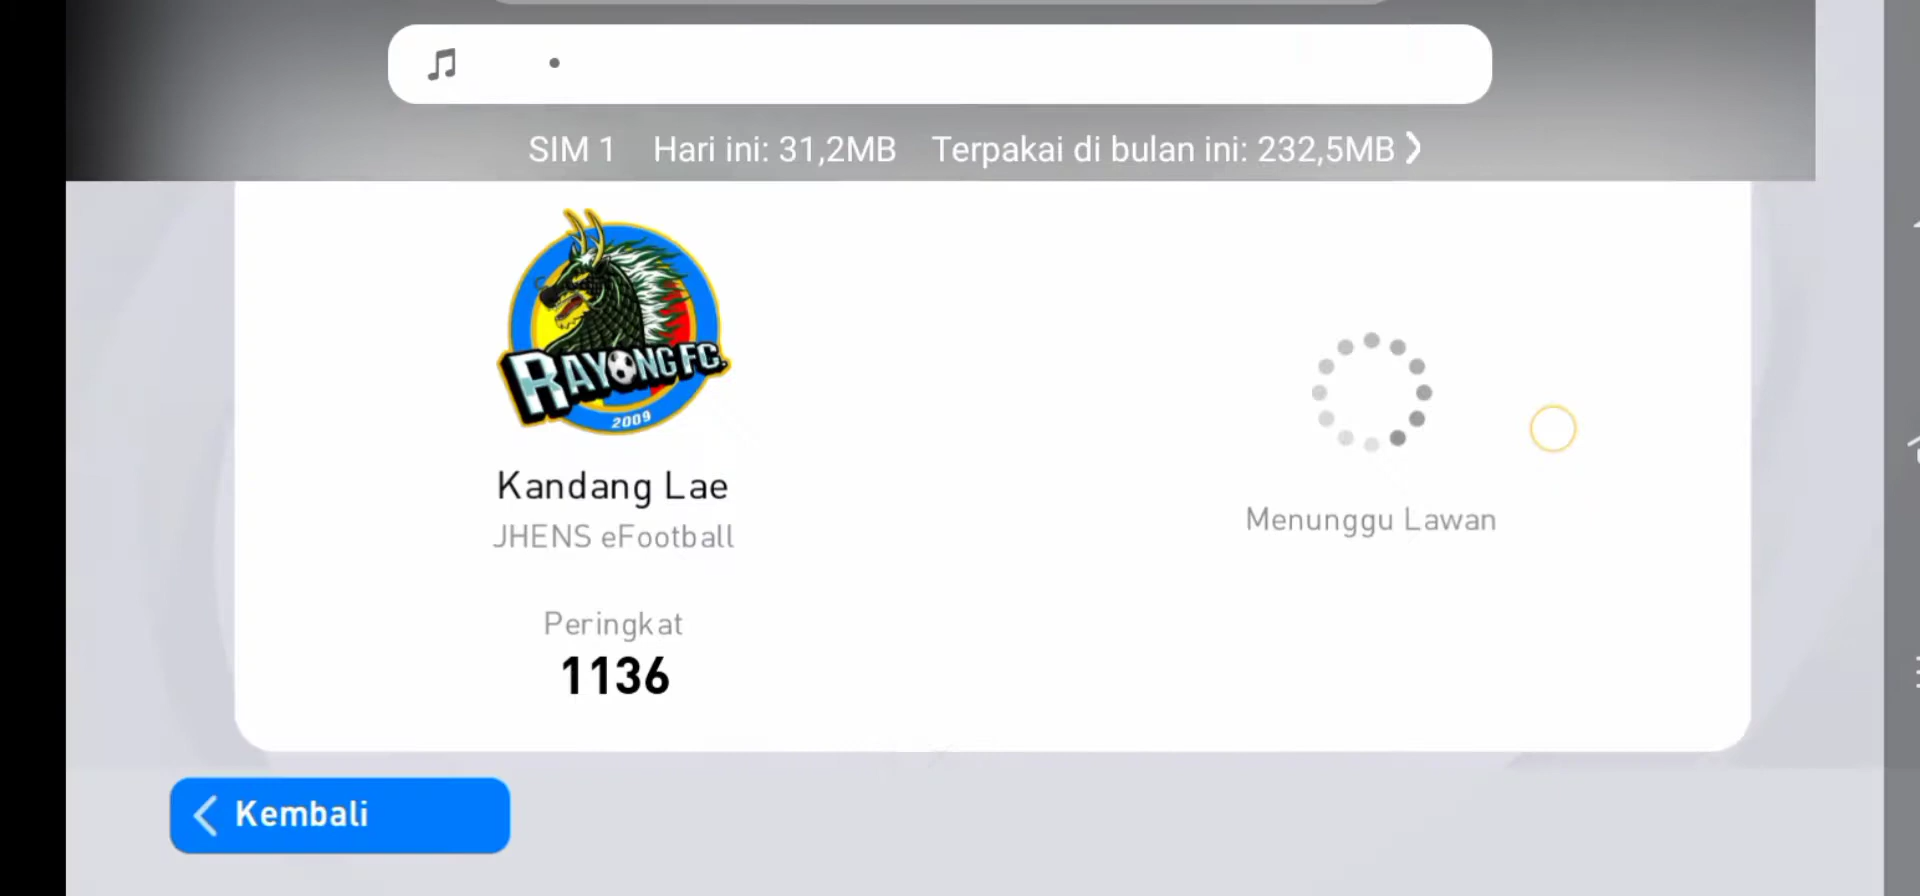 SIM 1 Hari ini: 31,2MB Terpakai di bulan ini: 232,5MB
RAYONG FC.
2009
Kandang Lae
JHENS eFootball
Menunggu Lawan
Peringkat
1136
Kembali